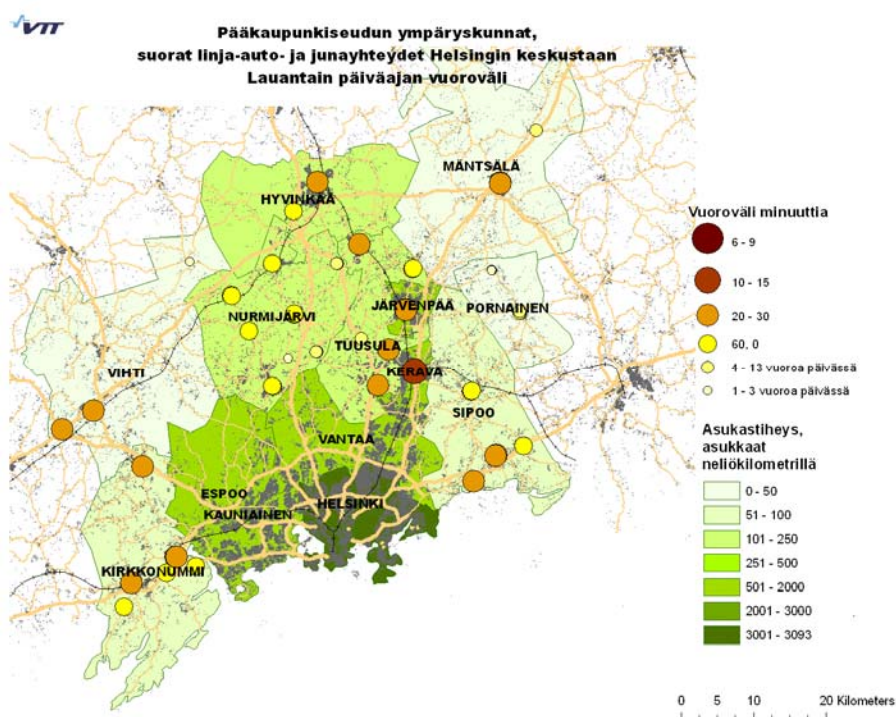 VTT
Pääkaupunkiseudun ympäryskunnat,
suorat linja-auto- ja junayhteydet Helsingin keskustaan
Lauantain päiväajan vuoroväli
MÄNTSÄLÄ
HYVINKÄÄ
JÄRVENPÄÄ
PORNAINEN
NURMIJÄRVI
TUUSULA
VIHTI
KERAVA
SIPOO
VANTAA
ESPOO
HELSINKI
KAUNIAINEN
KIRKKONUMMI
Vuoroväli minuuttia
6 - 9
10 - 15
20 - 30
60, 0
4 - 13 vuoroa päivässä
1 - 3 vuoroa päivässä
Asukastiheys,
asukkaat
neliökilometrillä
0 - 50
51 - 100
101 - 250
251 - 500
501 - 2000
2001 - 3000
3001 - 3093
0 5 10 20 Kilometers